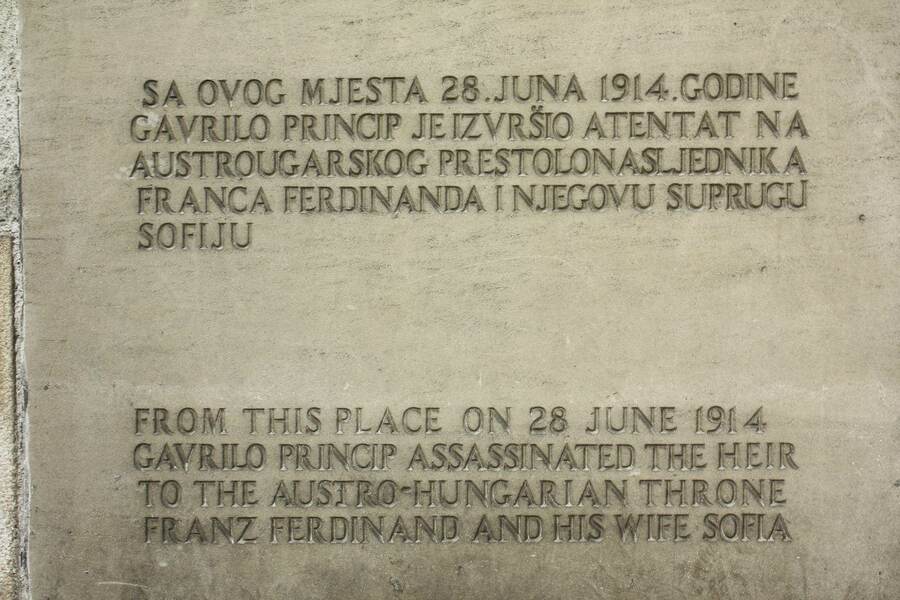 SA OVOG MJESTA 28. JUNA 1914. GODINE
GAVRILO PRINCIP JE IZVRŠIO ATENTAT NA
AUSTROUGARSKOG PRESTOLONASLJEDNIKA
FRANCA FERDINANDA I NJEGOVU SUPRUGU
SOFIJU
FROM THIS PLACE ON 28 JUNE 1914
GAVRILO PRINCIP ASSASSINATED THE HEIR
TO THE AUSTRO-HUNGARIAN THRONE
FRANZ FERDINAND AND HIS WIFE SOFIA